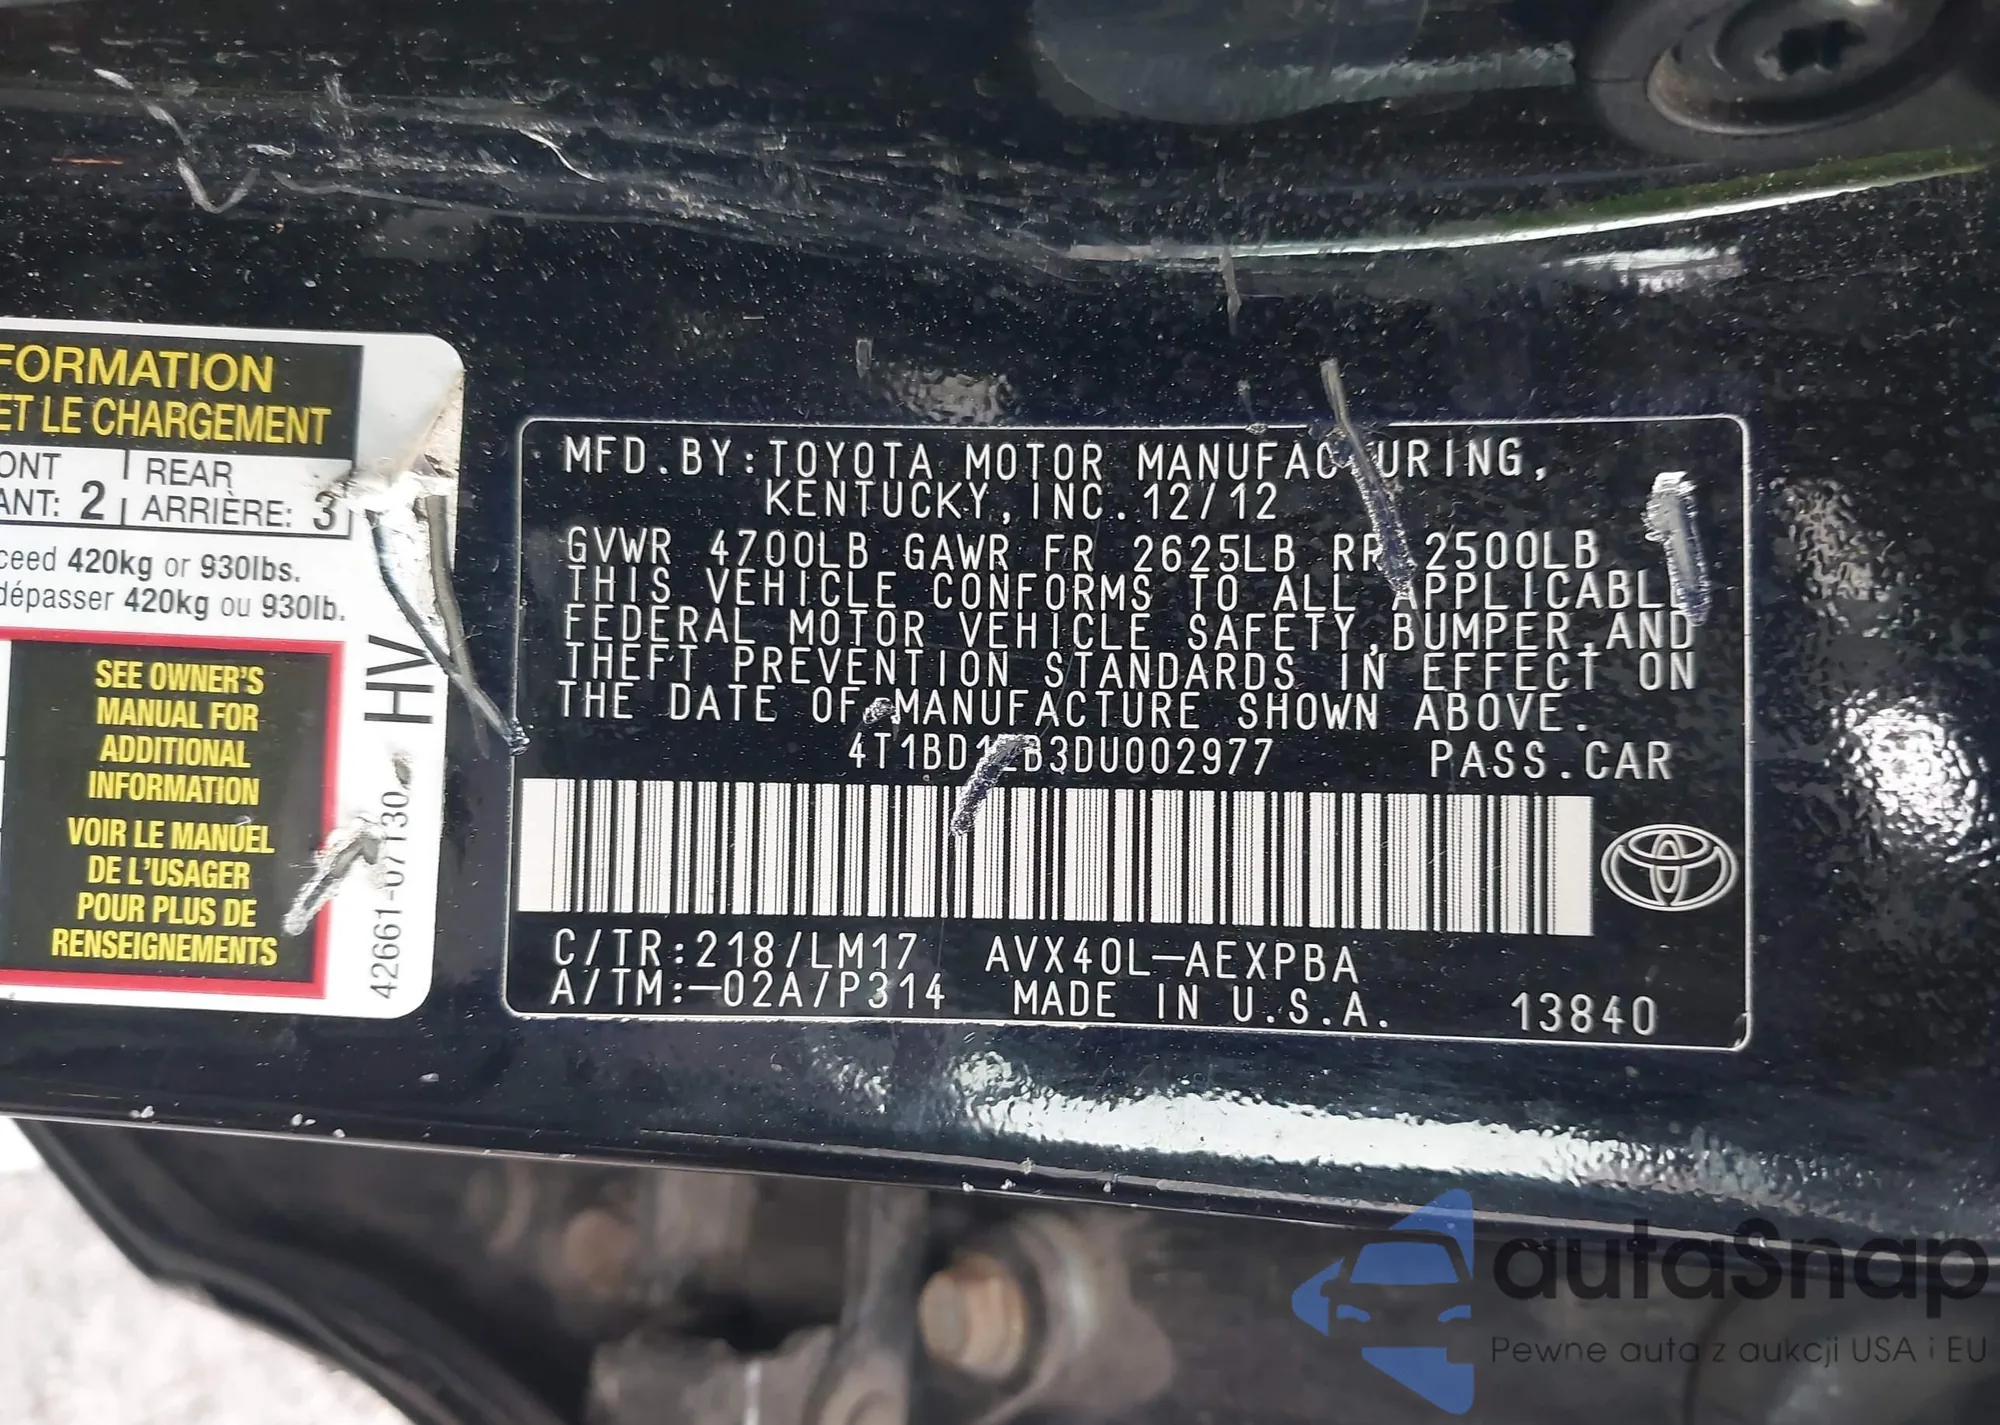 FORMATION
ET LE CHARGEMENT
ONT REAR
ANT: 2 ARRIÈRE: 3
ceed 420kg or 930lbs.
dépasser 420kg ou 930lb.
SEE OWNER'S
MANUAL FOR
ADDITIONAL
INFORMATION
VOIR LE MANUEL
DE L'USAGER
POUR PLUS DE
RENSEIGNEMENTS
HV
42661-07130
MFD.BY:TOYOTA MOTOR MANUFACTURING,
KENTUCKY,INC.12/12
GVWR 4700LB GAWR FR 2625LB RR 2500LB
THIS VEHICLE CONFORMS TO ALL APPLICABLE
FEDERAL MOTOR VEHICLE SAFETY,BUMPER,AND
THEFT PREVENTION STANDARDS IN EFFECT ON
THE DATE OF MANUFACTURE SHOWN ABOVE.
PASS.CAR
C/TR:218/LM17 AVX40L-AEXPBA
A/TM:-02A/P314 MADE IN U.S.A. 13840
autaSnap
Pewne auta z aukcji USA i EU